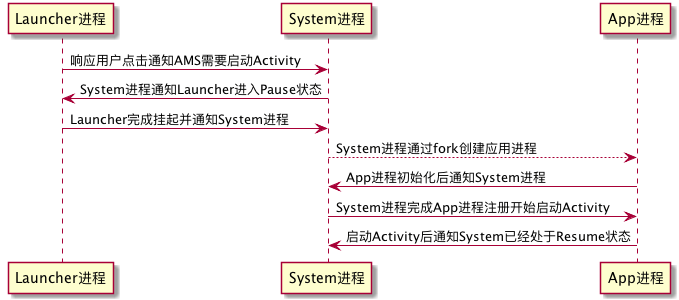 Launcher进程
System进程
App进程
响应用户点击通知AMS需要启动Activity
System进程通知Launcher进入Pause状态
Launcher完成挂起并通知System进程
System进程通过fork创建应用进程
App进程初始化后通知System进程
System进程完成App进程注册开始启动Activity
启动Activity后通知System已经处于Resume状态
Launcher进程
System进程
App进程